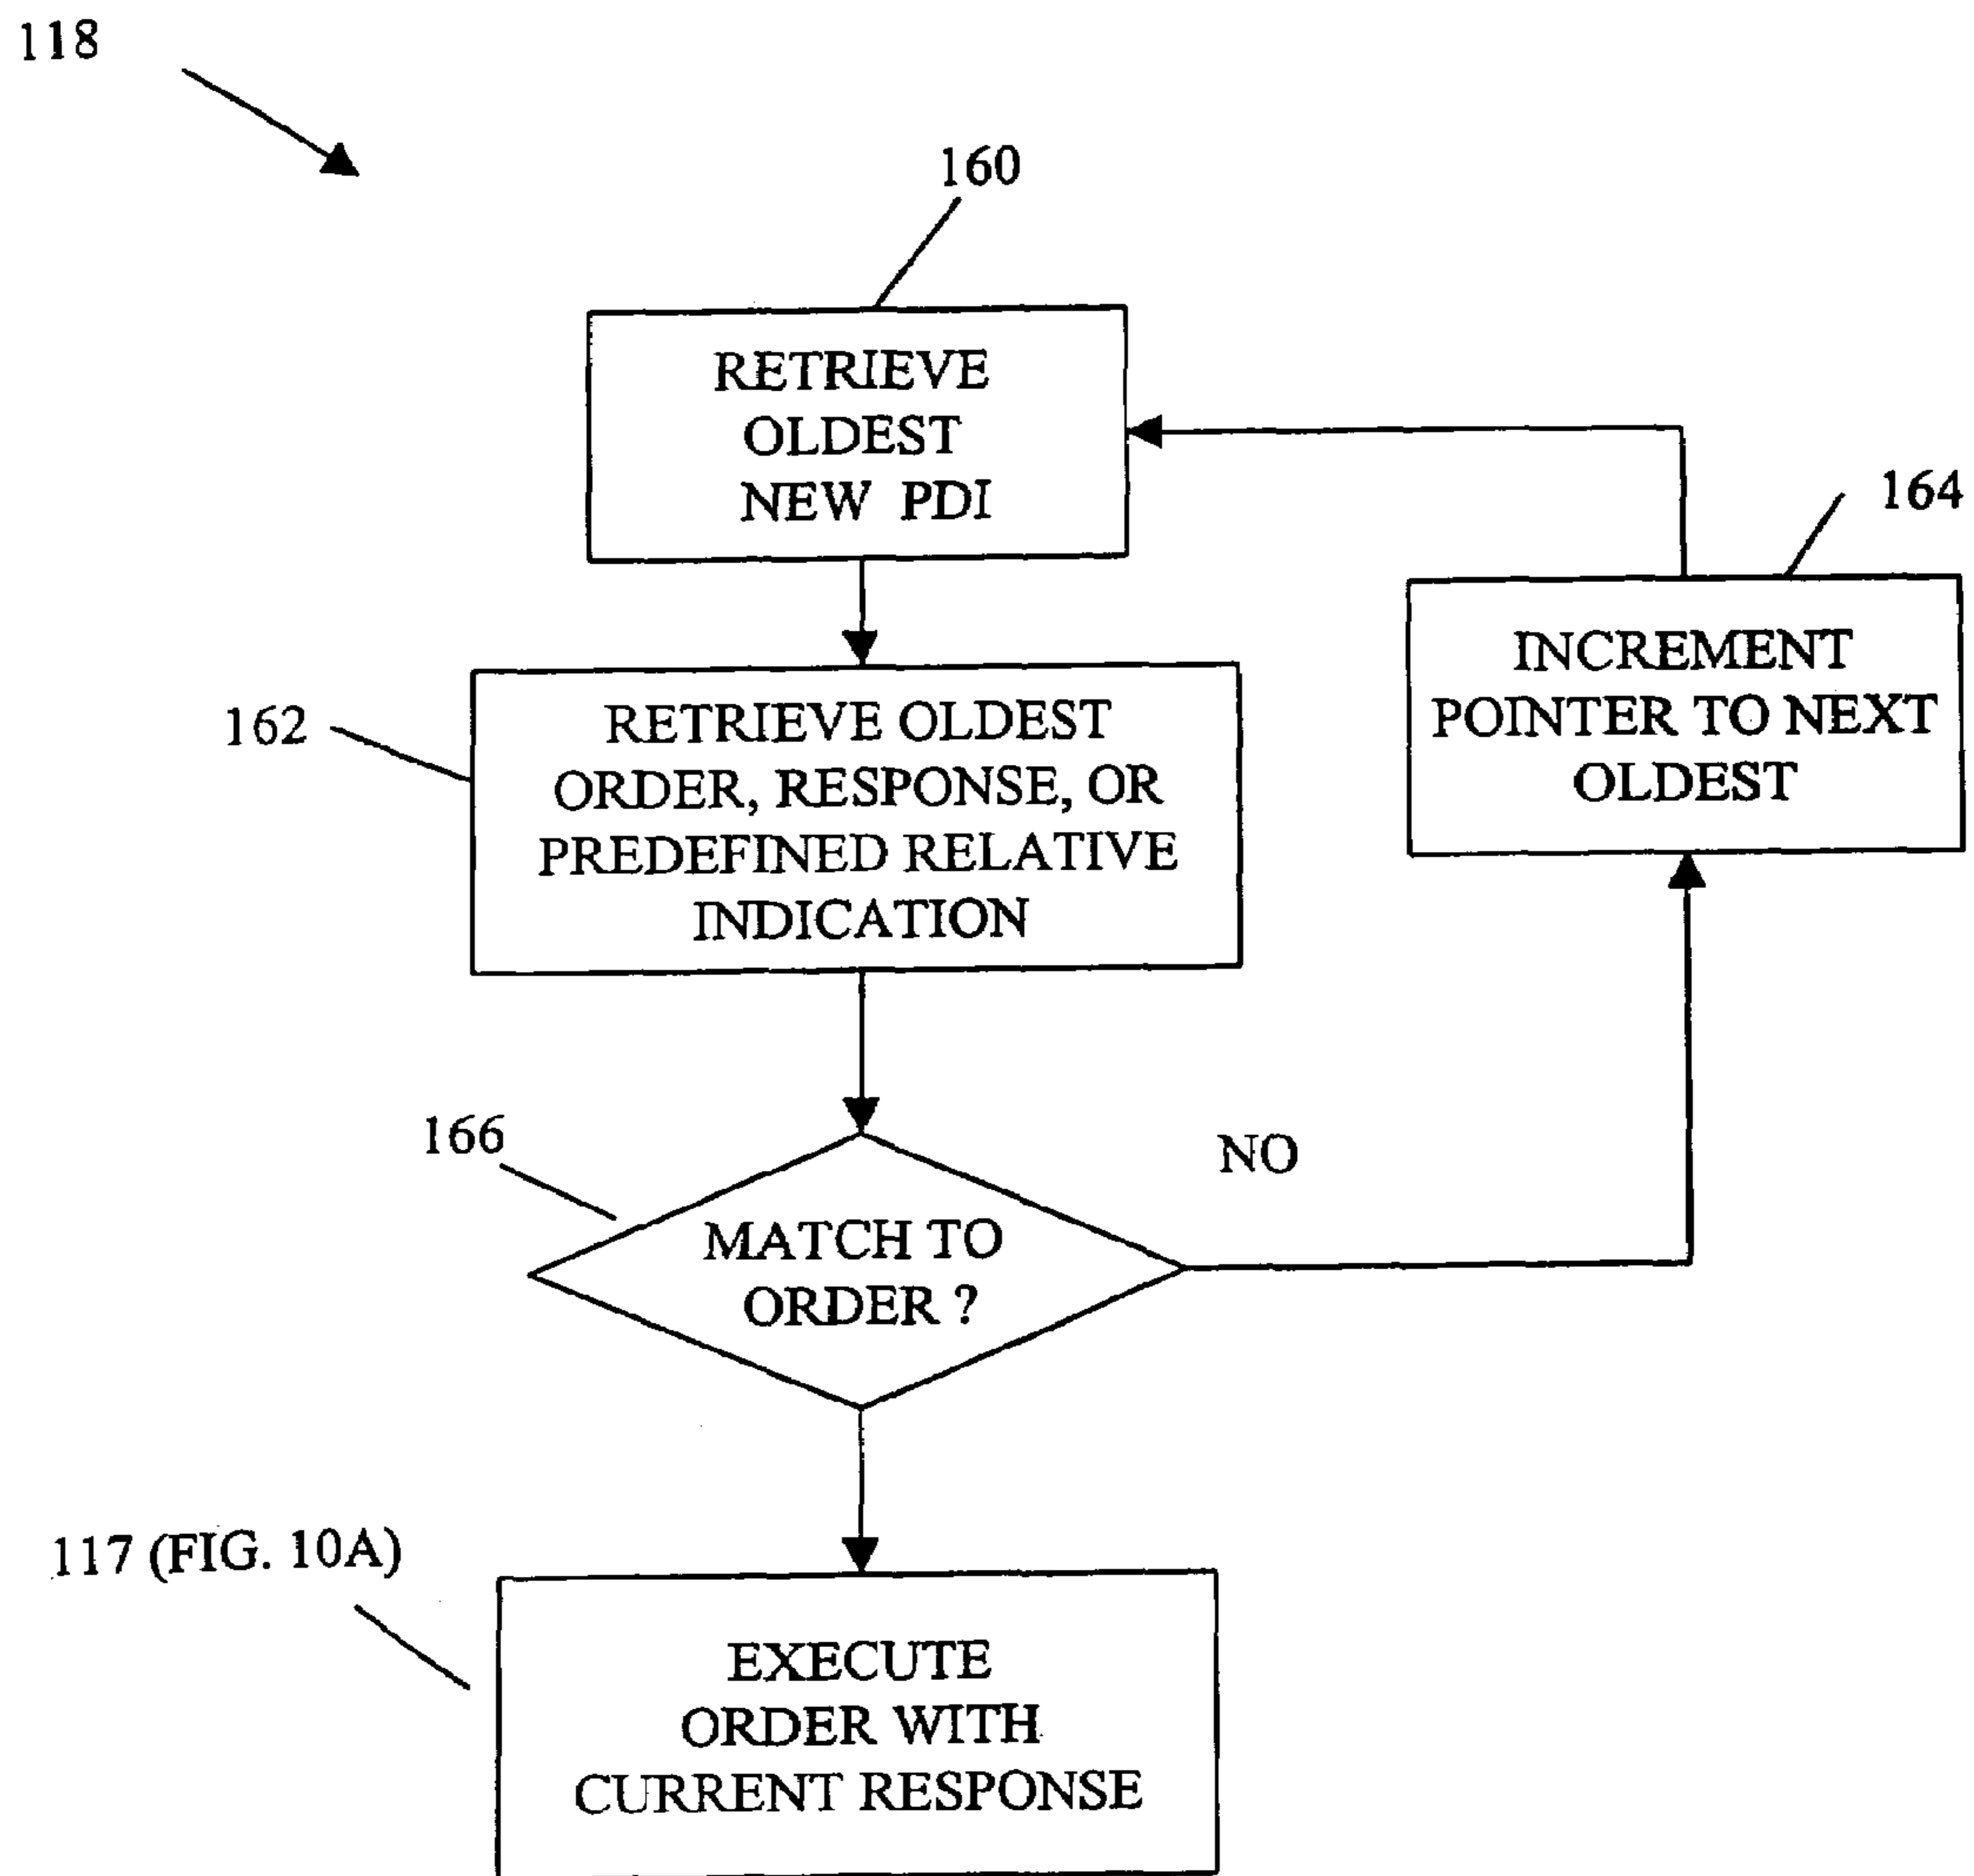 118
160
RETRIEVE
OLDEST
NEW PDI
164
INCREMENT
POINTER TO NEXT
OLDEST
162
RETRIEVE OLDEST
ORDER, RESPONSE, OR
PREDEFINED RELATIVE
INDICATION
166
NO
MATCH TO
ORDER ?
117 (FIG. 10A)
EXECUTE
ORDER WITH
CURRENT RESPONSE